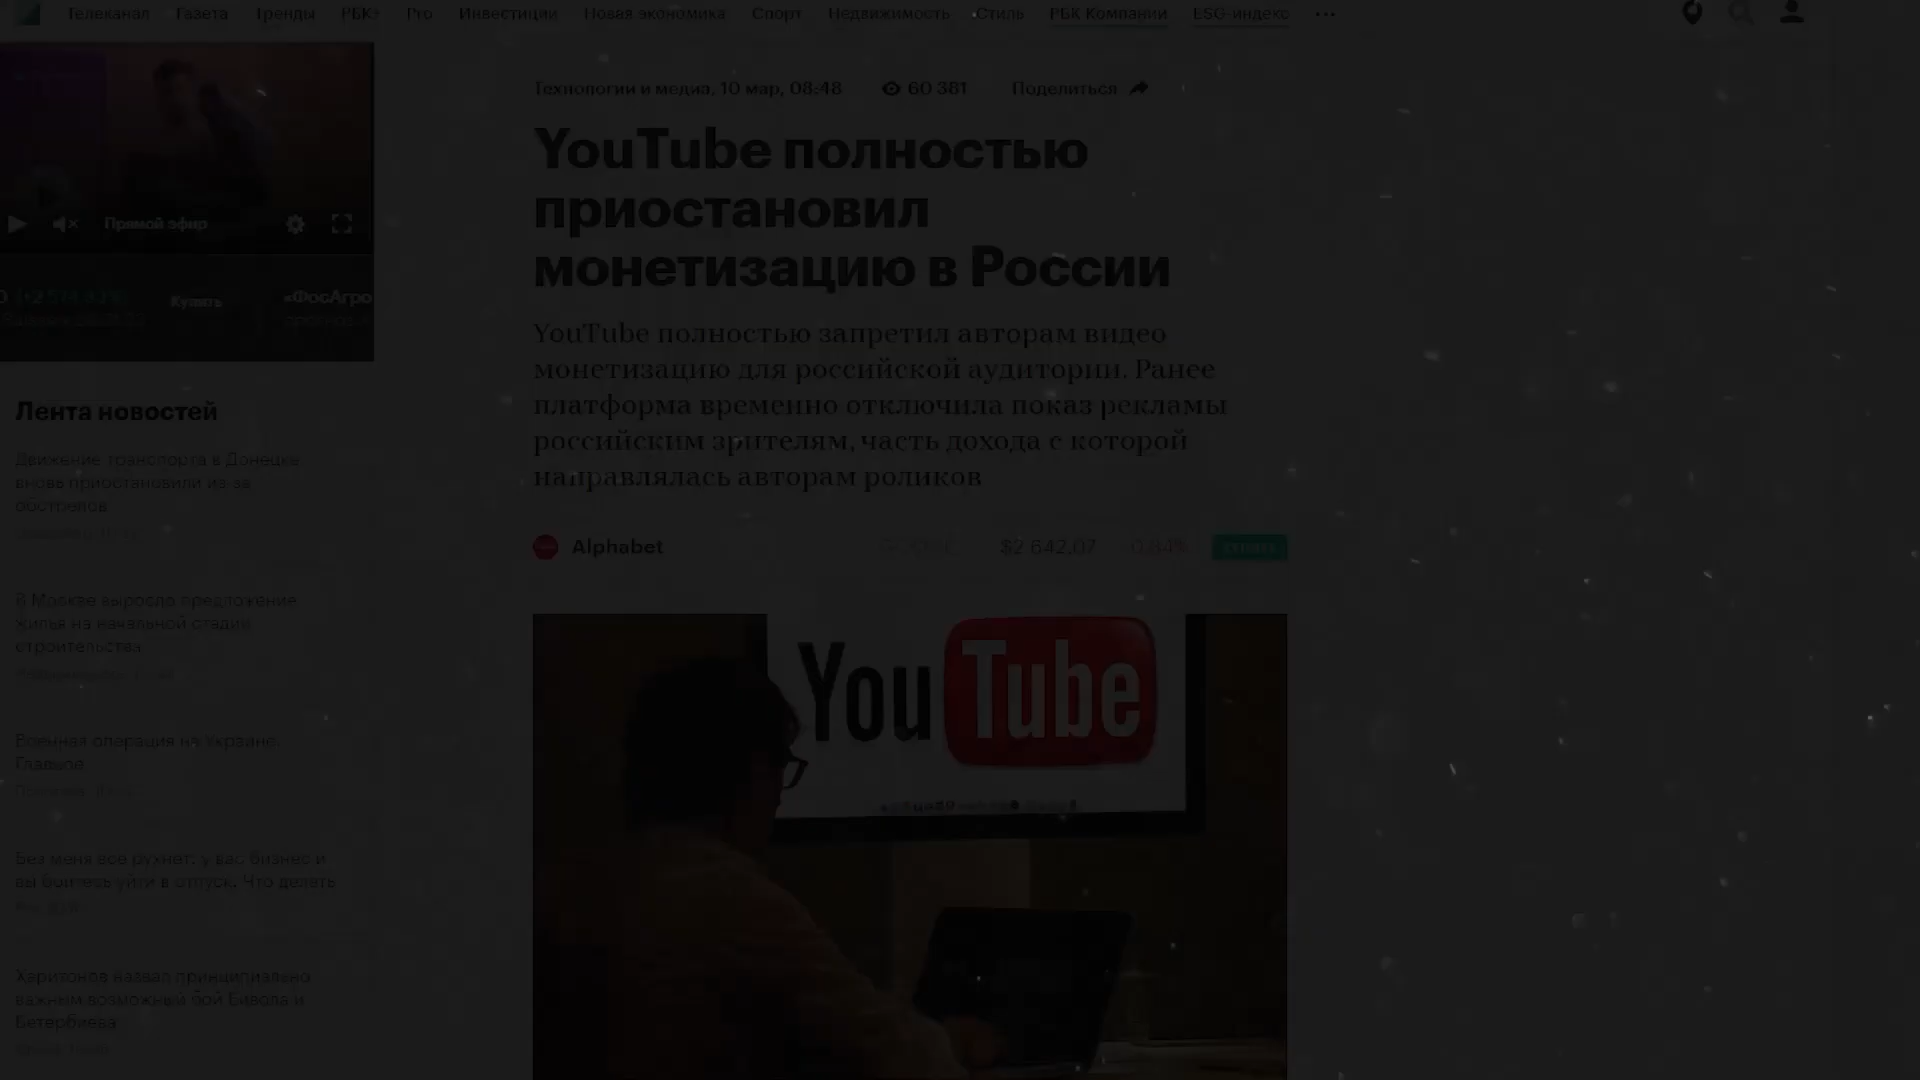 Телеканал Газета Тренды РБК+ Pro Инвестиции Новая экономика Спорт Недвижимость Стиль РБК Компании ESG-индекс ...
Технологии и медиа, 10 мар, 08:48 60 381 Поделиться
YouTube полностью
приостановил
монетизацию в России
YouTube полностью запретил авторам видео
монетизацию для российской аудитории. Ранее
платформа временно отключила показ рекламы
российским зрителям, часть дохода с которой
направлялась авторам роликов
Alphabet $2 642,07 -0,84%
YouTube
Прямой эфир
Купить «ФосАгро
Лента новостей
Движение транспорта в Донецке
вновь приостановили из-за
обстрелов
В Москве выросло предложение
жилья на начальной стадии
строительства
Военная операция на Украине.
Главное
Без меня все рухнет: у вас бизнес и
вы боитесь уйти в отпуск. Что делать
Харитонов назвал принципиально
важным возможный бой Бивола и
Бетербиева